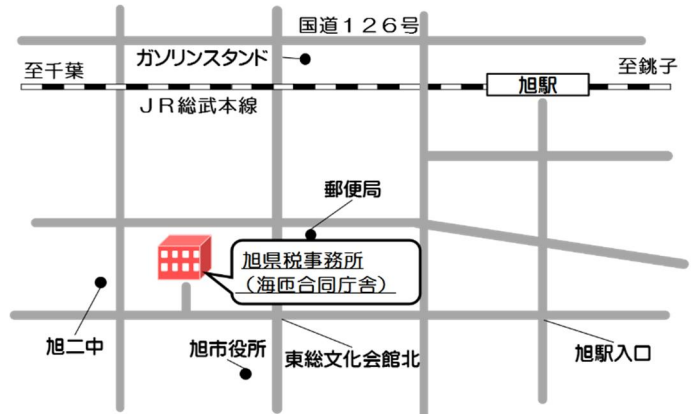 国道１２６号
ガソリンスタンド
至千葉
至銚子
旭駅
ＪＲ総武本線
郵便局
旭県税事務所
（海匝合同庁舎）
旭二中
旭市役所
東総文化会館北
旭駅入口